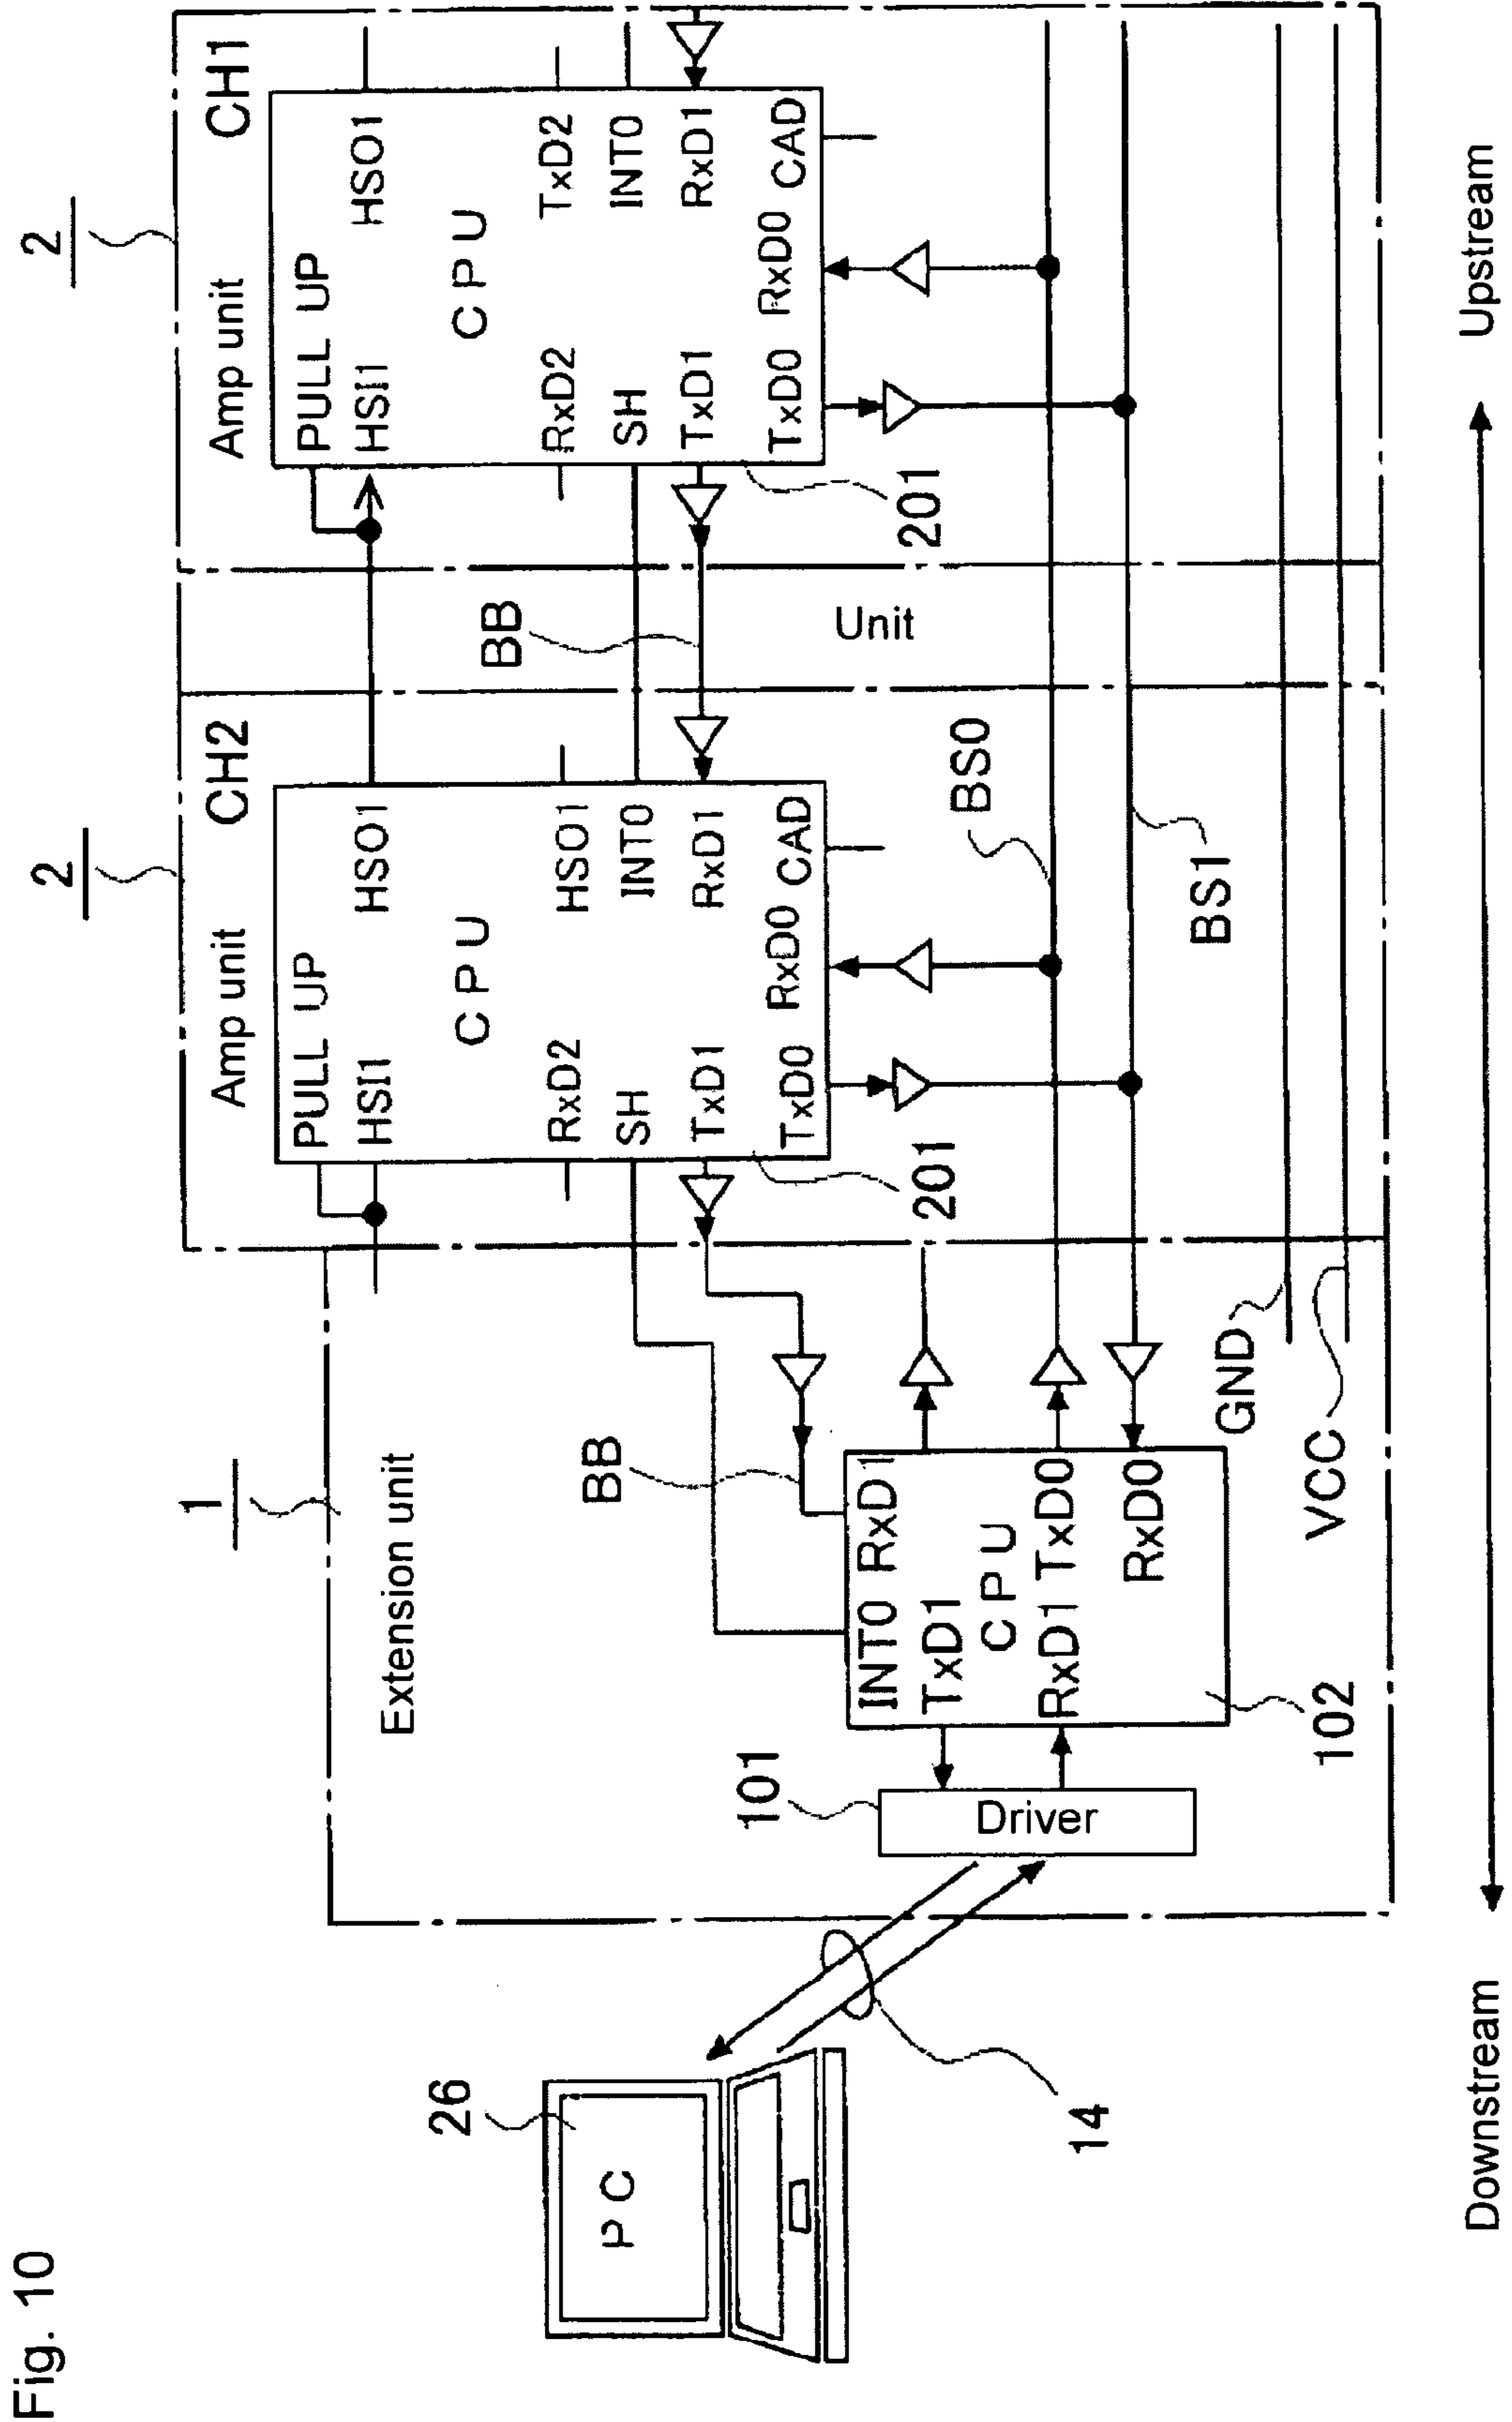 Fig. 10
PC
26
14
Downstream
Upstream
1
Extension unit
101
Driver
102
CPU
INT0
RxD1
TxD1
TxD0
RxD1
RxD0
BB
GND
VCC
2
Amp unit
CH2
PULL UP
HSI1
HSO1
CPU
RxD2
HSO1
SH
INT0
TxD1
RxD1
TxD0
RxD0
CAD
201
BS0
BS1
BB
Unit
2
Amp unit
CH1
PULL UP
HSI1
HSO1
CPU
RxD2
TxD2
SH
INT0
TxD1
RxD1
TxD0
RxD0
CAD
201